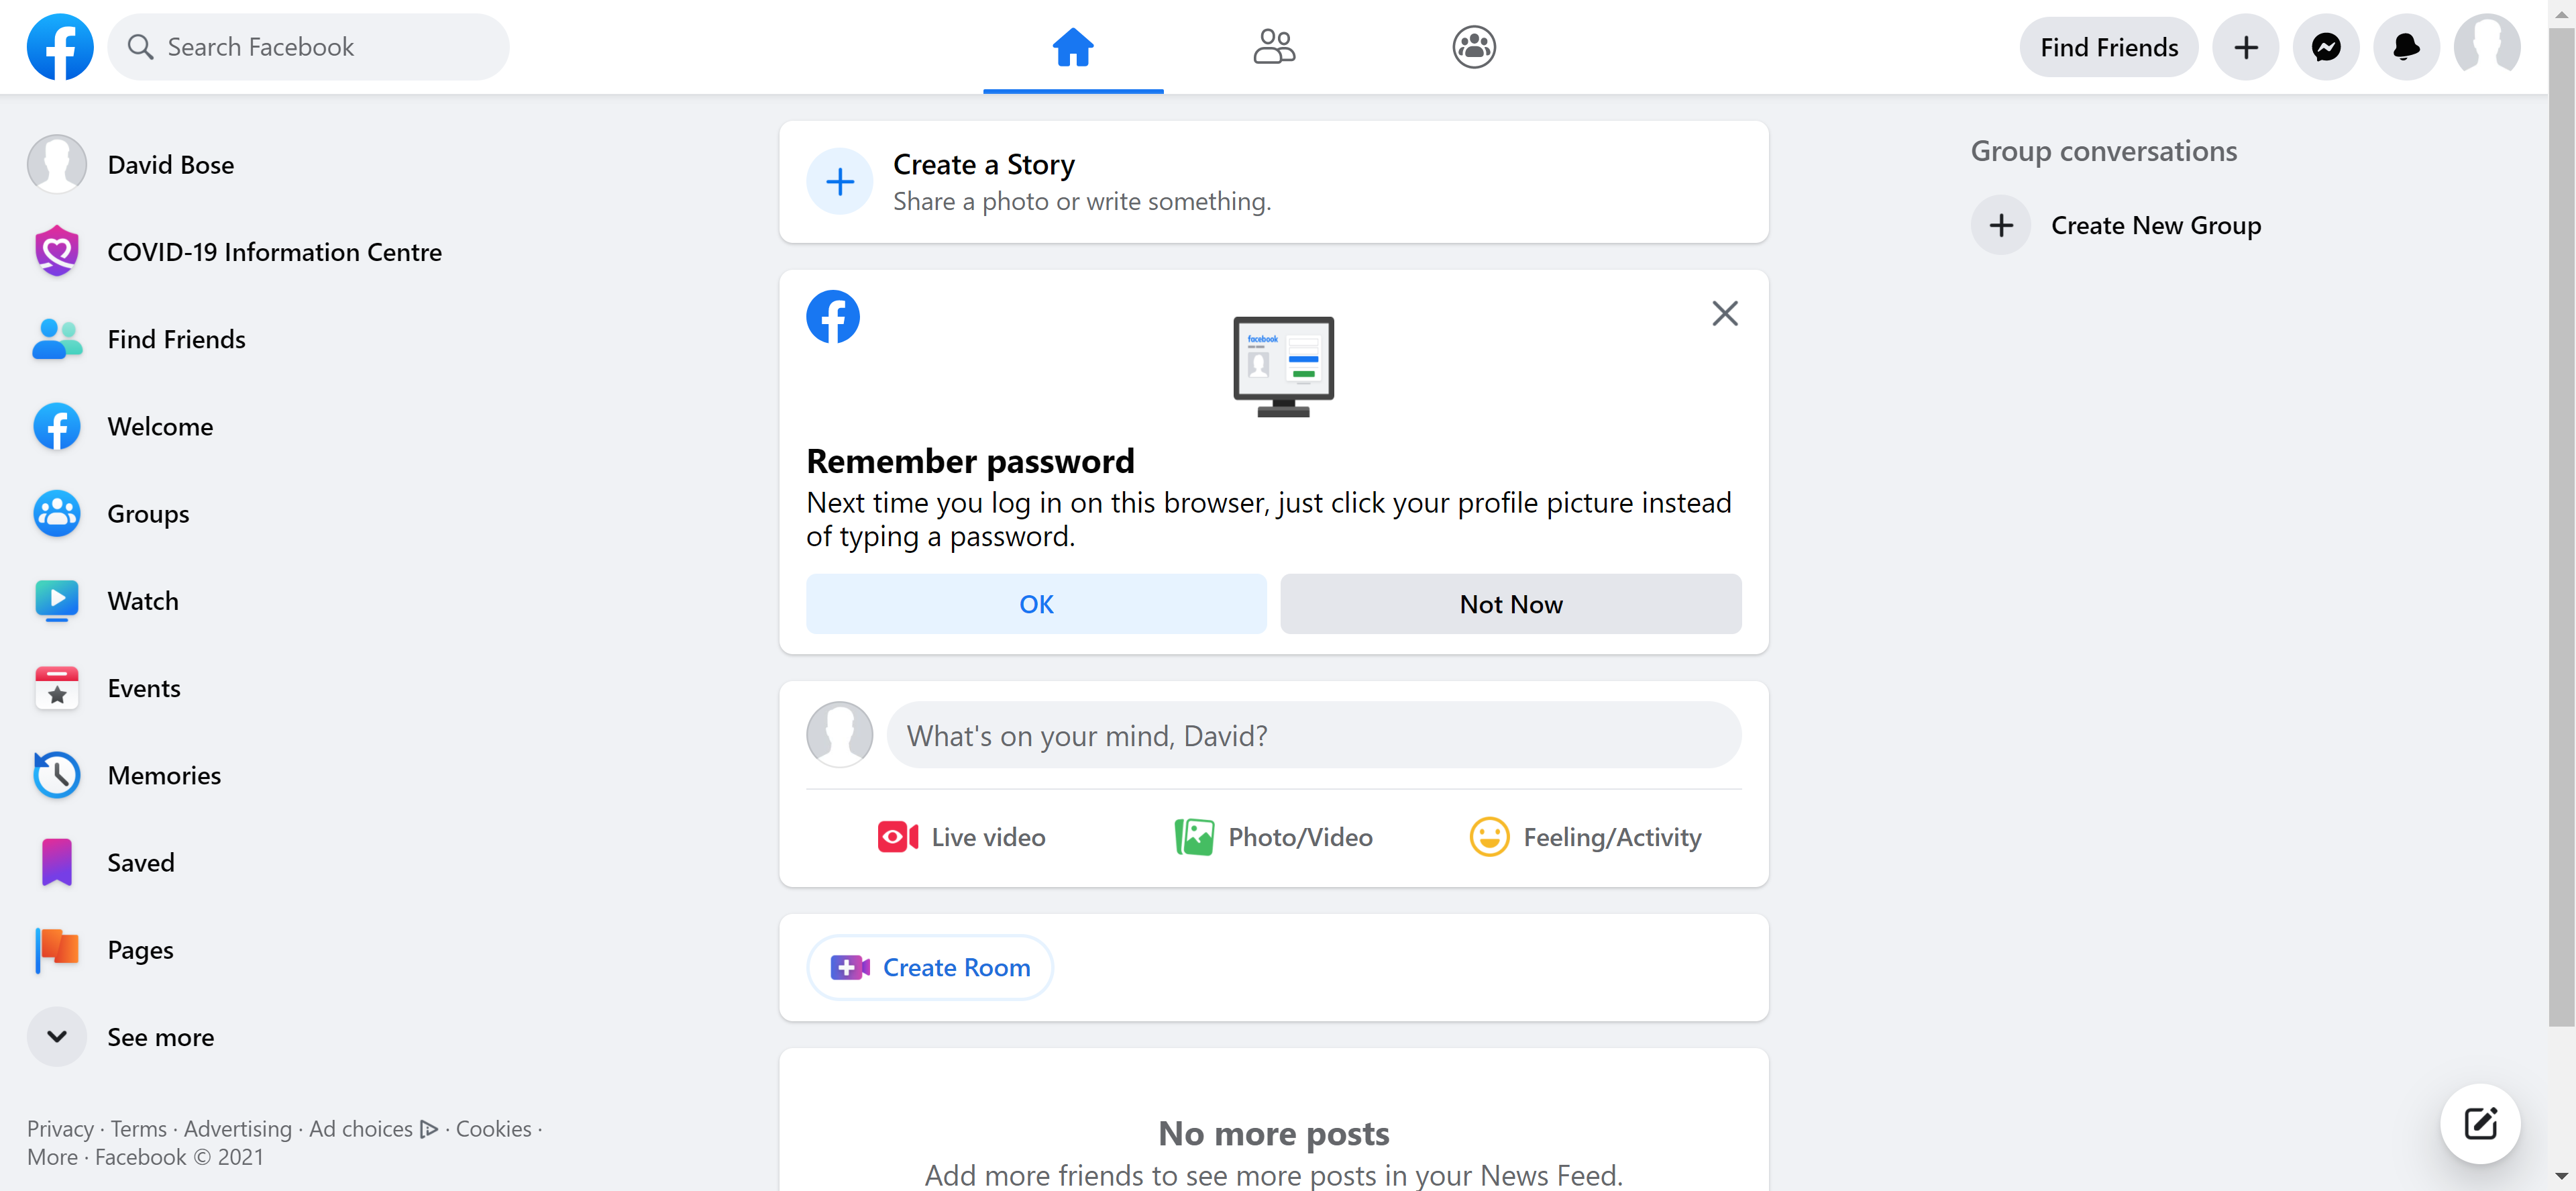 Search Facebook
Find Friends
David Bose
COVID-19 Information Centre
Find Friends
Welcome
Groups
Watch
Events
Memories
Saved
Pages
See more
Privacy · Terms · Advertising · Ad choices · Cookies ·
More · Facebook © 2021
Create a Story
Share a photo or write something.
facebook
Remember password
Next time you log in on this browser, just click your profile picture instead
of typing a password.
OK
Not Now
What's on your mind, David?
Live video
Photo/Video
Feeling/Activity
Create Room
No more posts
Add more friends to see more posts in your News Feed.
Group conversations
Create New Group